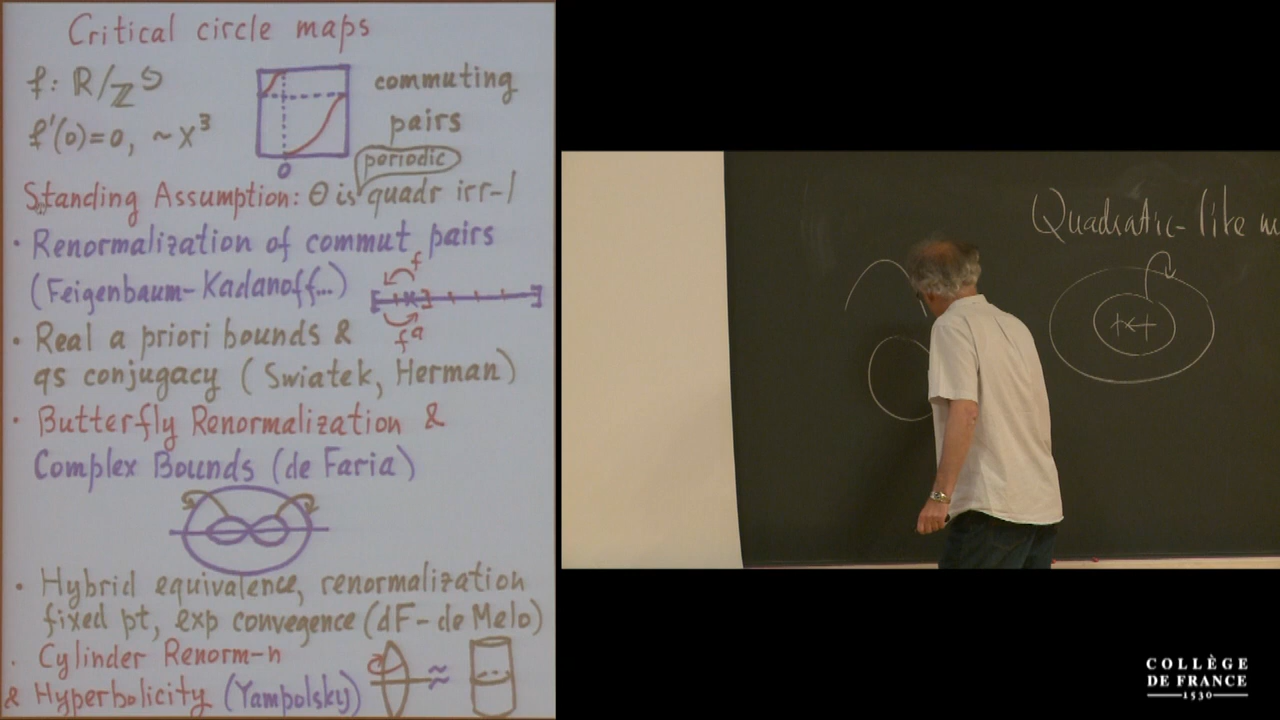 Critical circle maps
f: ℝ/ℤ
f'(0)=0, ~x³
0
commuting
pairs
periodic
Standing Assumption: θ is quadr irr-l
• Renormalization of commut pairs
(Feigenbaum-Kadanoff...)
f
f^a
• Real a priori bounds &
qs conjugacy (Swiatek, Herman)
• Butterfly Renormalization &
Complex Bounds (de Faria)
• Hybrid equivalence, renormalization
fixed pt, exp convegence (dF - de Melo)
• Cylinder Renorm-n
& Hyperbolicity (Yampolsky)
≈
Quadratic-like
COLLÈGE
DE FRANCE
1530